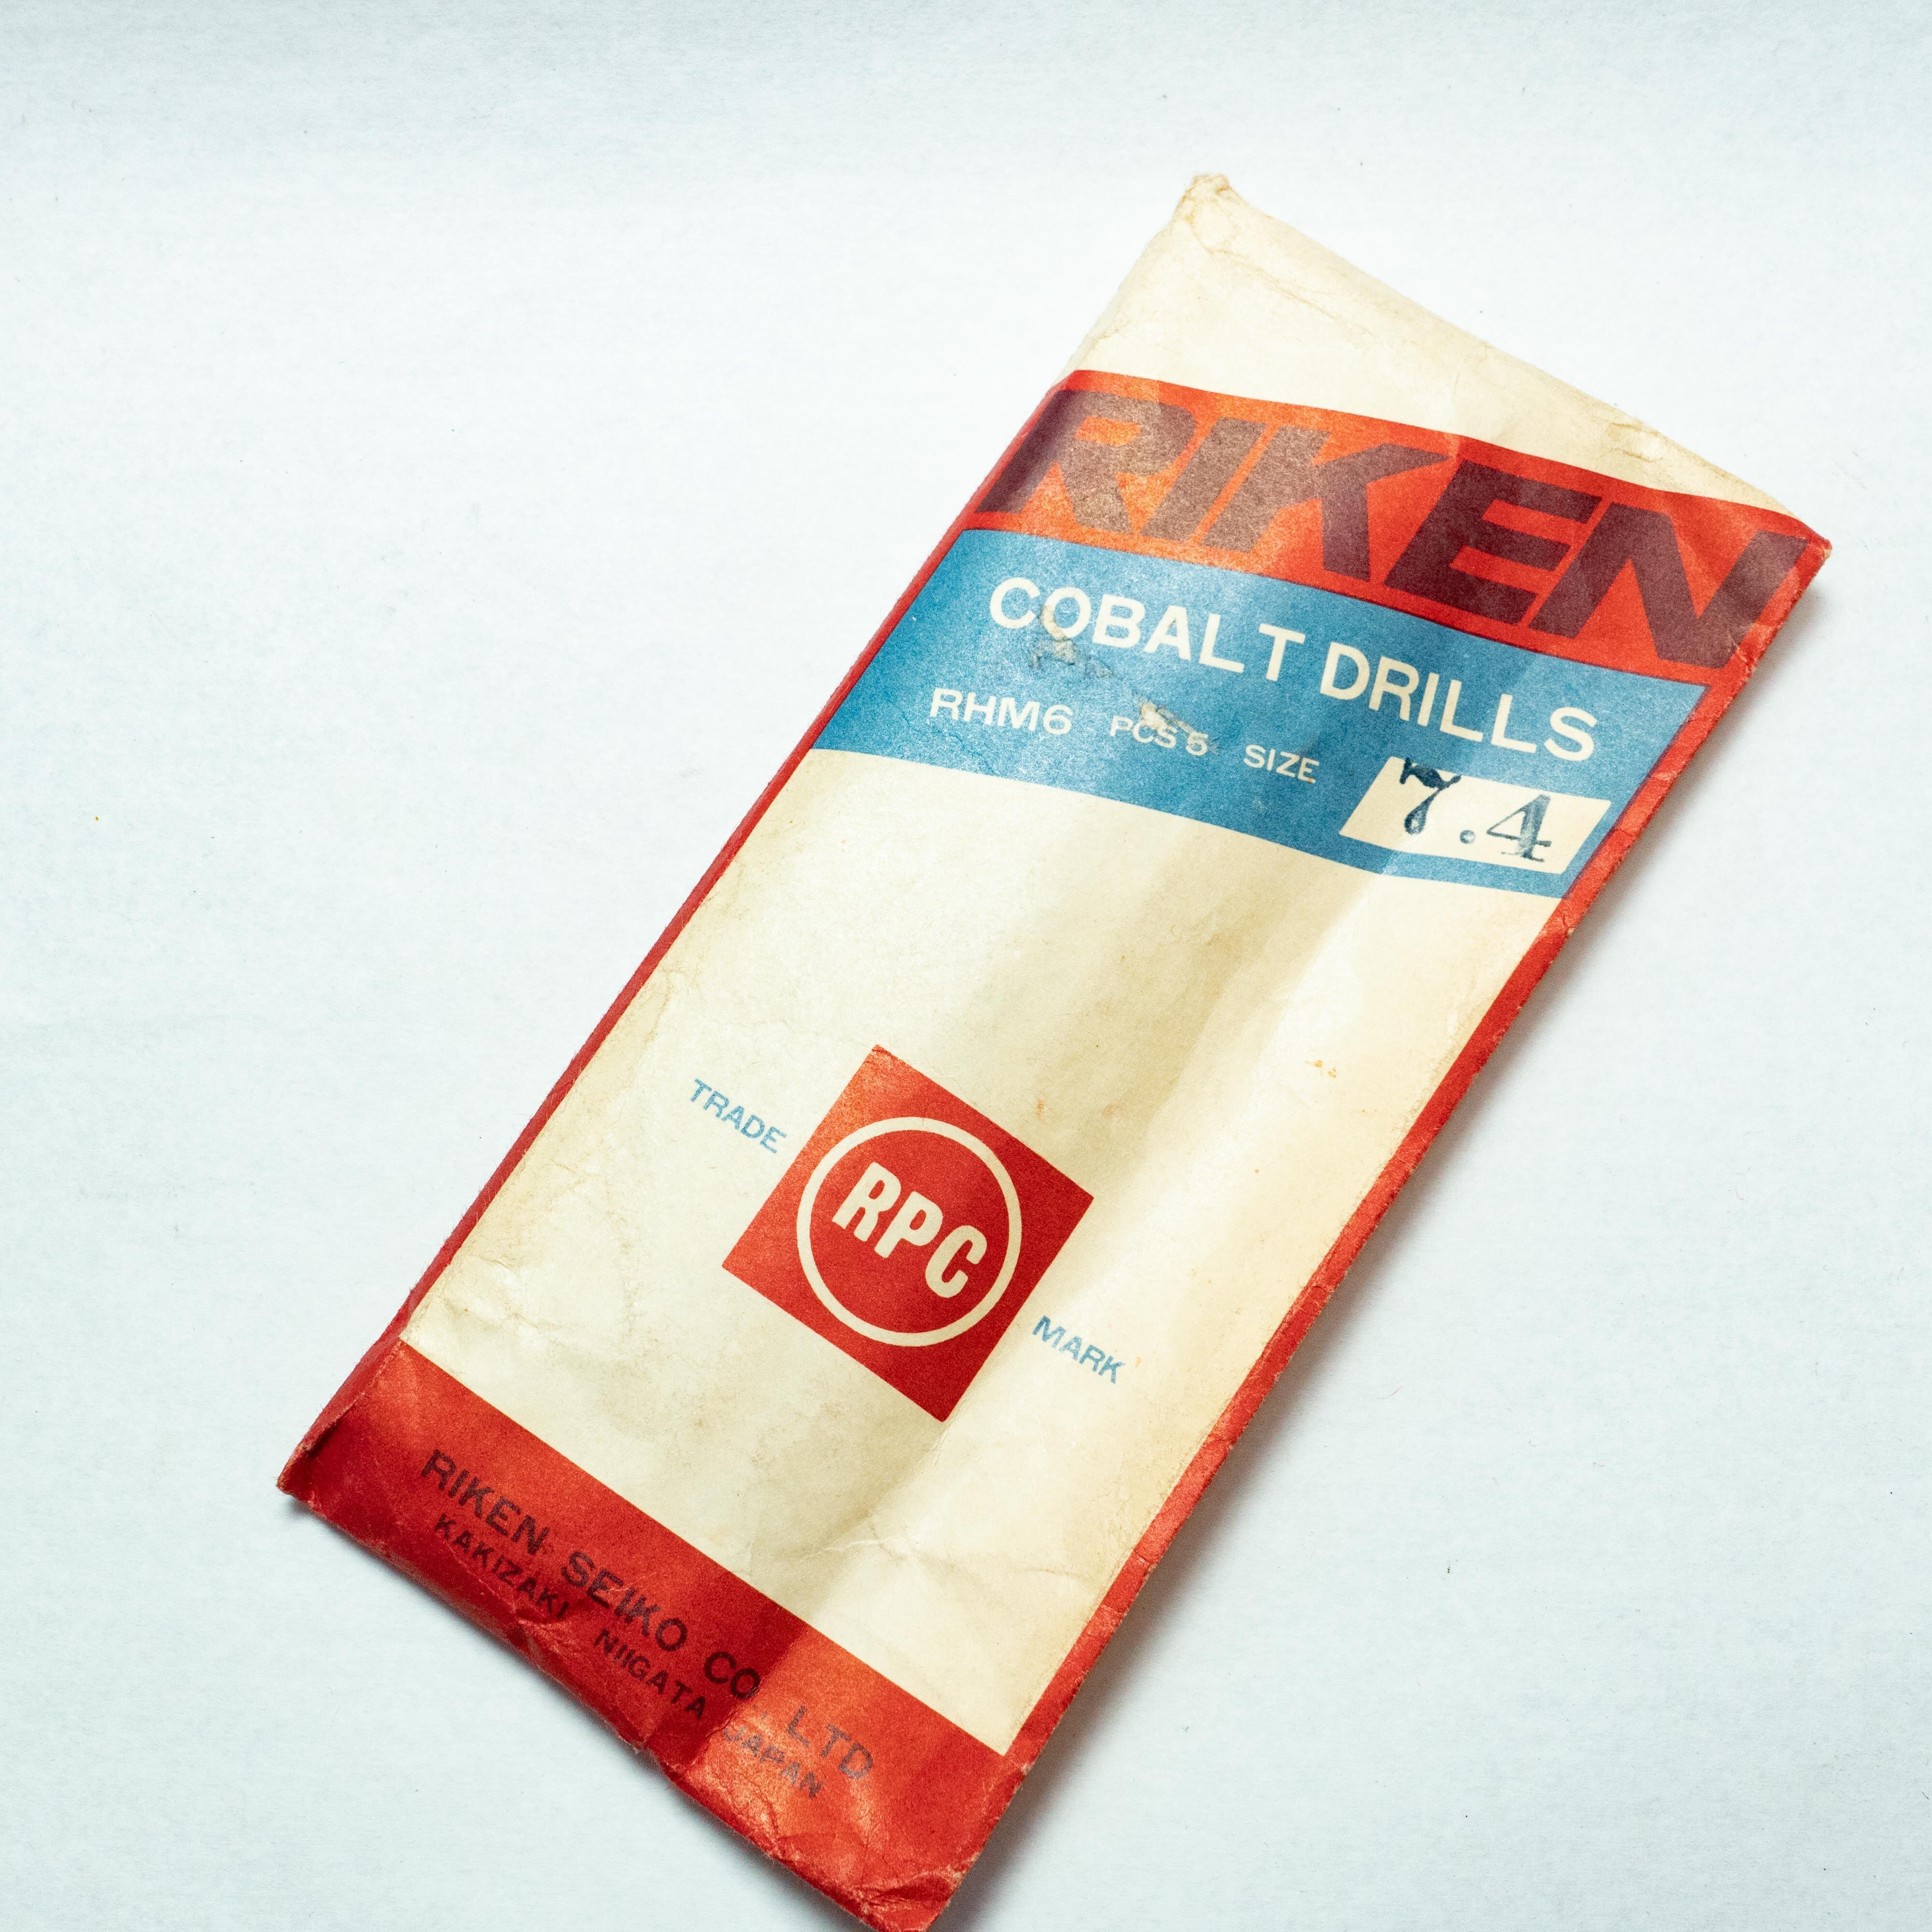 RIKEN
COBALT DRILLS
RHM6 PCS 5 SIZE 7.4
TRADE RPC MARK
RIKEN SEIKO CO., LTD
KAKIZAKI NIIGATA JAPAN